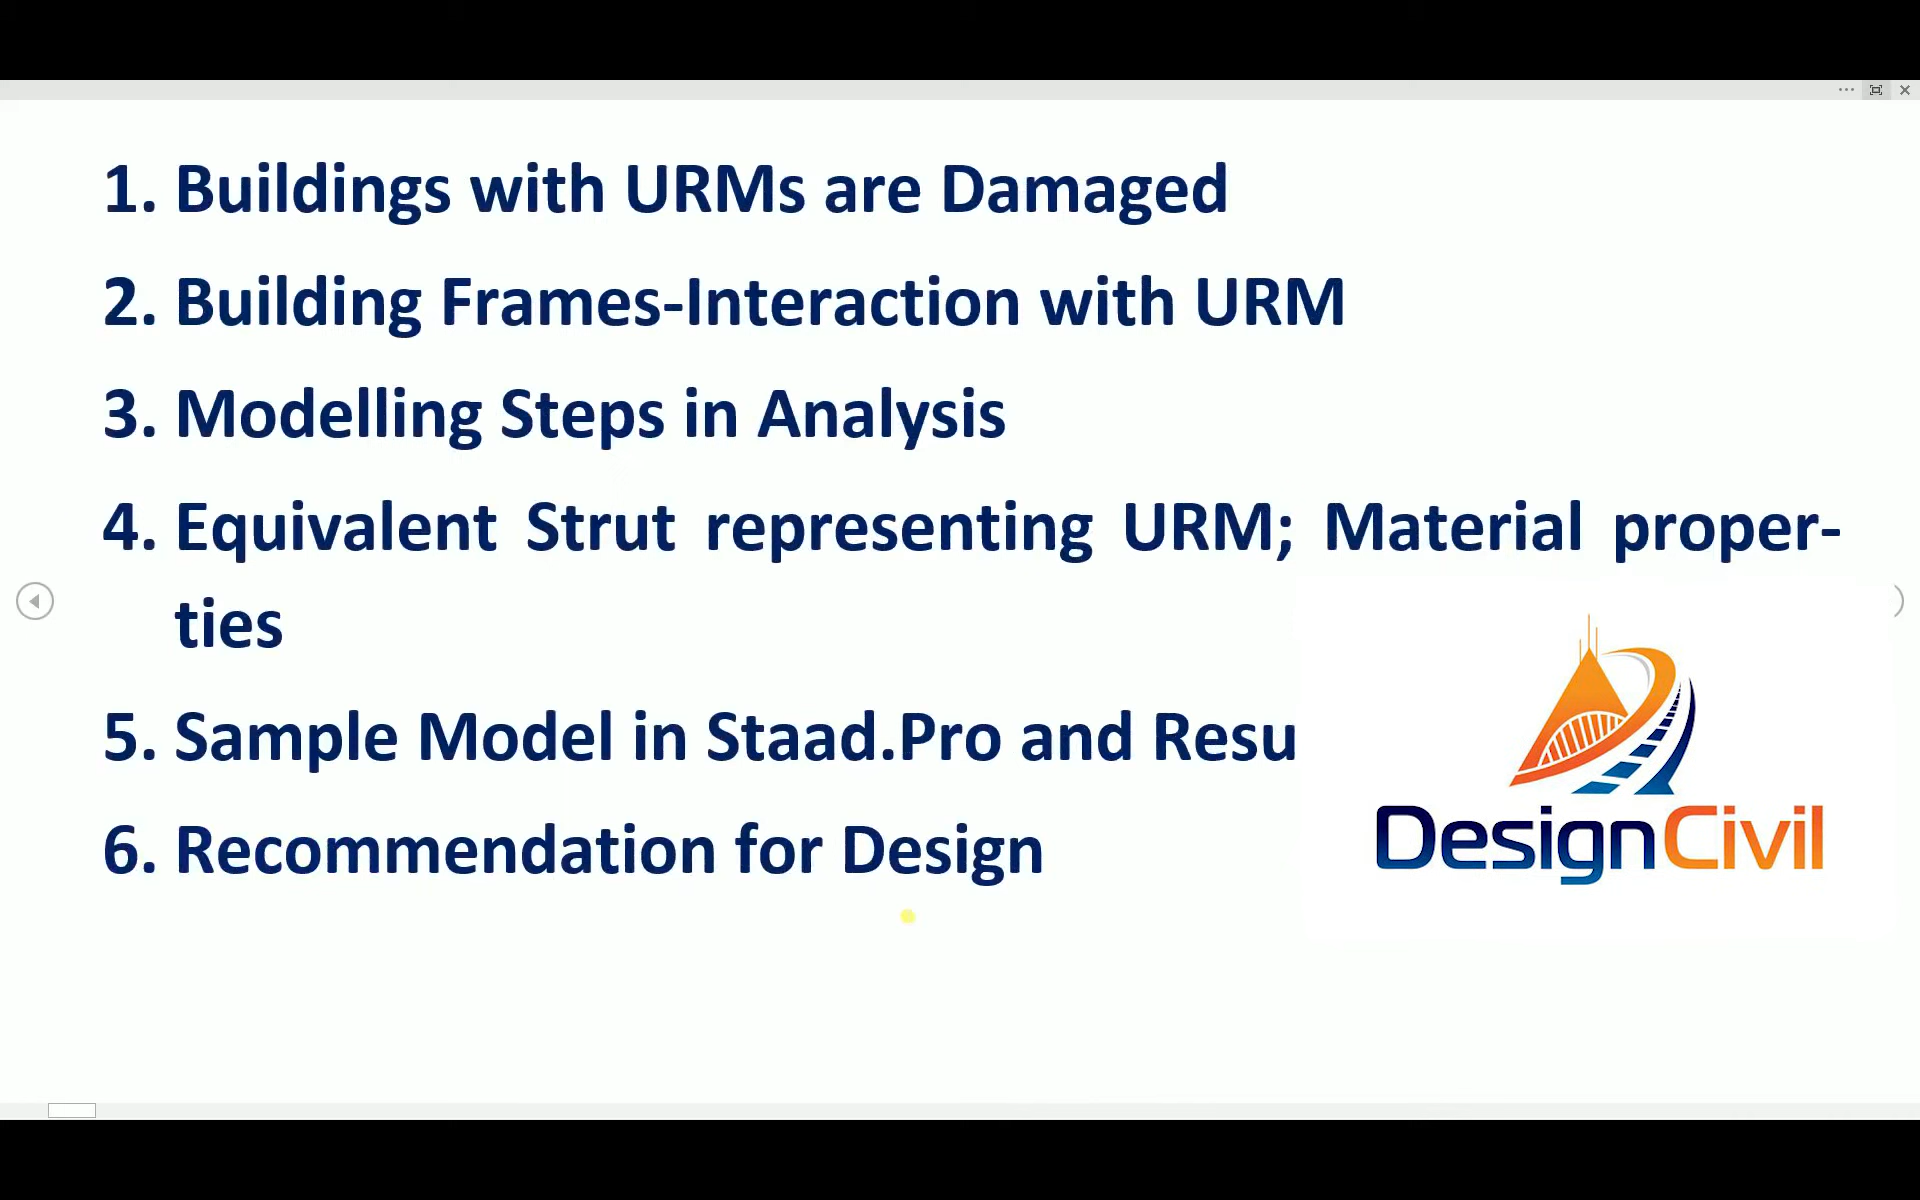 1. Buildings with URMs are Damaged
2. Building Frames-Interaction with URM
3. Modelling Steps in Analysis
4. Equivalent Strut representing URM; Material proper-
ties
5. Sample Model in Staad.Pro and Resu
6. Recommendation for Design
DesignCivil